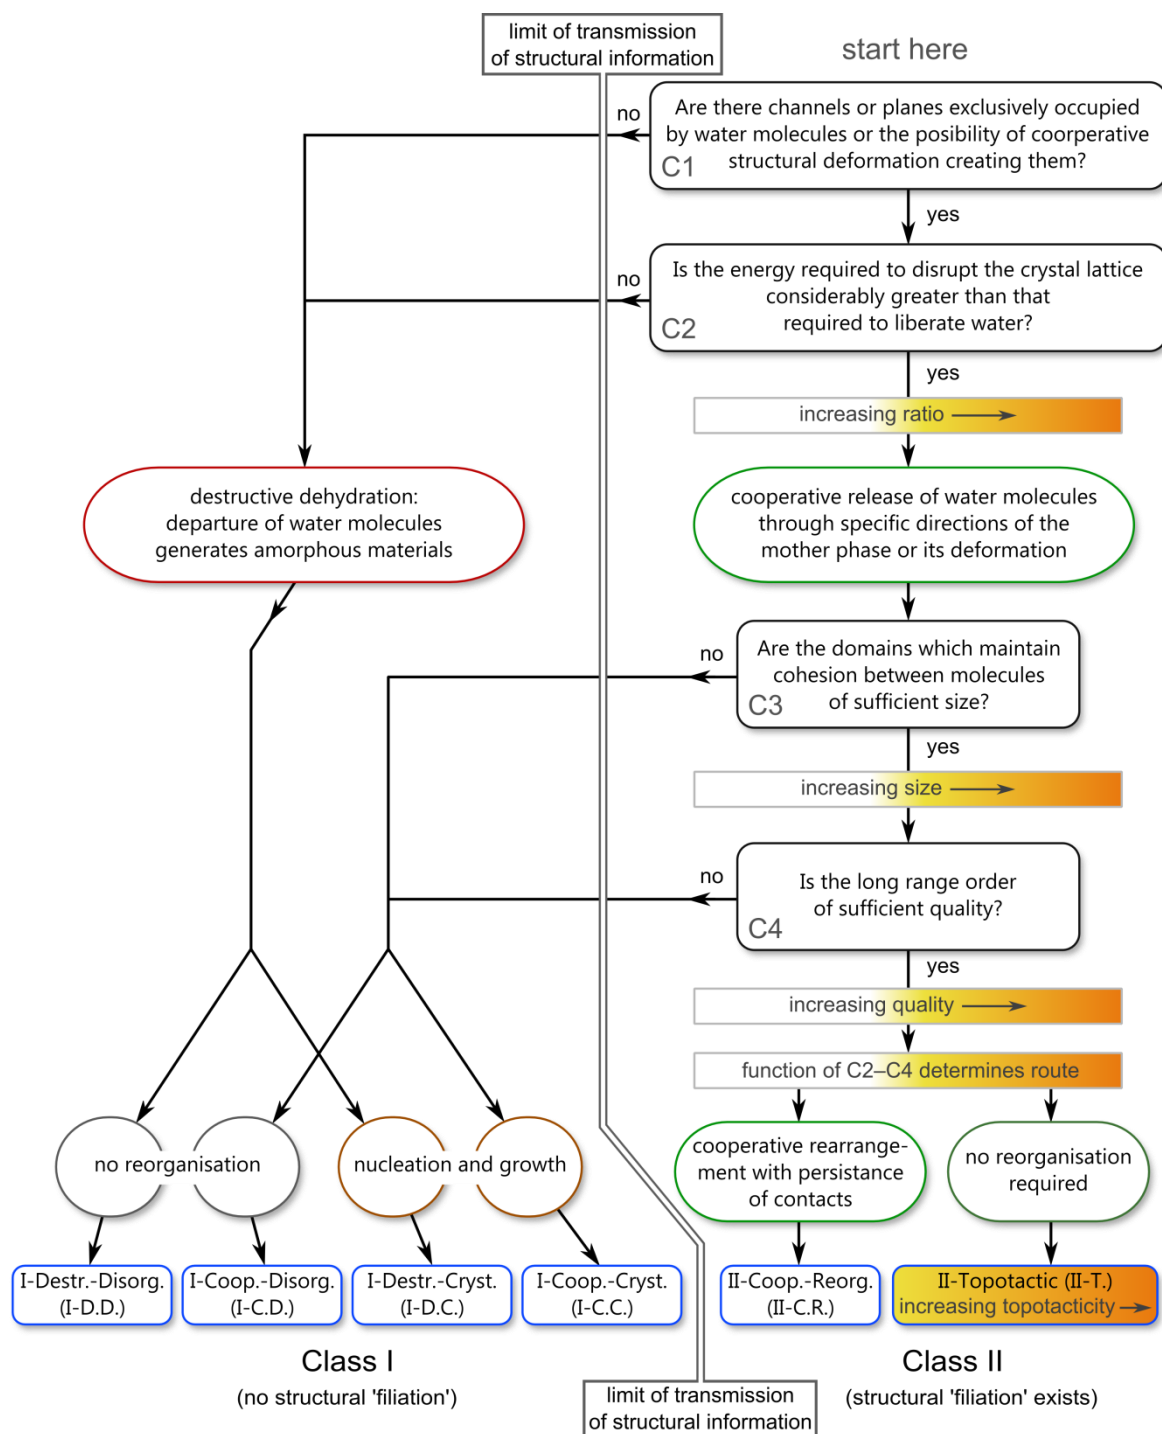 limit of transmission
of structural information
start here
Are there channels or planes exclusively occupied
by water molecules or the posibility of coorperative
structural deformation creating them?
C1
no
yes
Is the energy required to disrupt the crystal lattice
considerably greater than that
required to liberate water?
C2
no
yes
increasing ratio
destructive dehydration:
departure of water molecules
generates amorphous materials
cooperative release of water molecules
through specific directions of the
mother phase or its deformation
Are the domains which maintain
cohesion between molecules
of sufficient size?
C3
no
yes
increasing size
Is the long range order
of sufficient quality?
C4
no
yes
increasing quality
function of C2–C4 determines route
no reorganisation
nucleation and growth
cooperative rearrange-
ment with persistance
of contacts
no reorganisation
required
I-Destr.-Disorg.
(I-D.D.)
I-Coop.-Disorg.
(I-C.D.)
I-Destr.-Cryst.
(I-D.C.)
I-Coop.-Cryst.
(I-C.C.)
II-Coop.-Reorg.
(II-C.R.)
II-Topotactic (II-T.)
increasing topotacticity
Class I
(no structural 'filiation')
Class II
(structural 'filiation' exists)
limit of transmission
of structural information